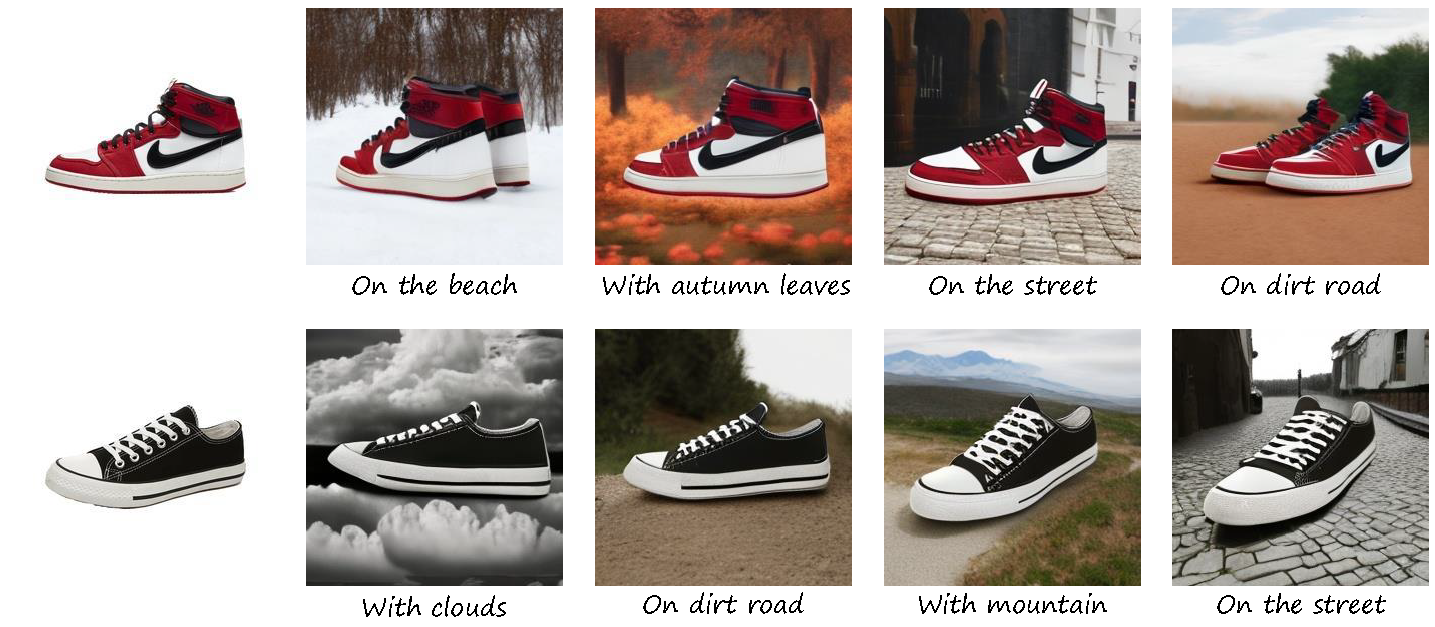 On the beach
With autumn leaves
On the street
On dirt road
With clouds
On dirt road
With mountain
On the street